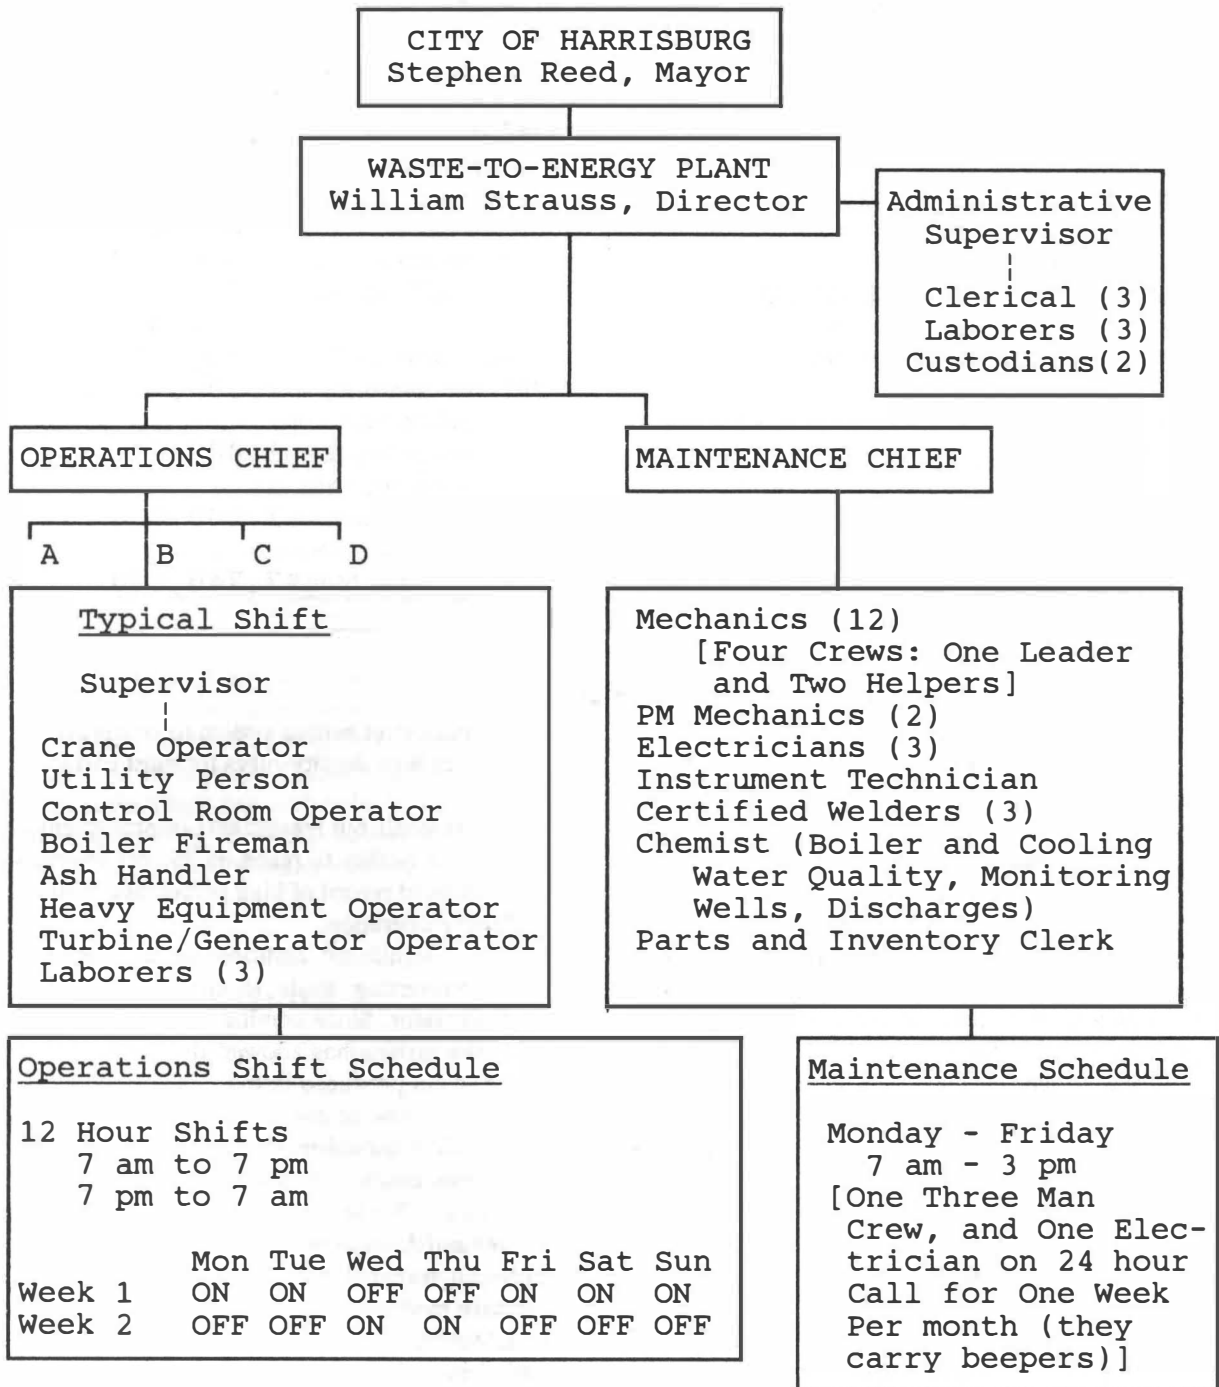 CITY OF HARRISBURG
Stephen Reed, Mayor
WASTE-TO-ENERGY PLANT
William Strauss, Director
Administrative
Supervisor
Clerical (3)
Laborers (3)
Custodians(2)
OPERATIONS CHIEF
MAINTENANCE CHIEF
A B C D
Typical Shift
Supervisor
Crane Operator
Utility Person
Control Room Operator
Boiler Fireman
Ash Handler
Heavy Equipment Operator
Turbine/Generator Operator
Laborers (3)
Mechanics (12)
[Four Crews: One Leader
and Two Helpers]
PM Mechanics (2)
Electricians (3)
Instrument Technician
Certified Welders (3)
Chemist (Boiler and Cooling
Water Quality, Monitoring
Wells, Discharges)
Parts and Inventory Clerk
Operations Shift Schedule
12 Hour Shifts
7 am to 7 pm
7 pm to 7 am
Mon Tue Wed Thu Fri Sat Sun
Week 1 ON ON OFF OFF ON ON ON
Week 2 OFF OFF ON ON OFF OFF OFF
Maintenance Schedule
Monday - Friday
7 am - 3 pm
[One Three Man
Crew, and One Elec-
trician on 24 hour
Call for One Week
Per month (they
carry beepers)]